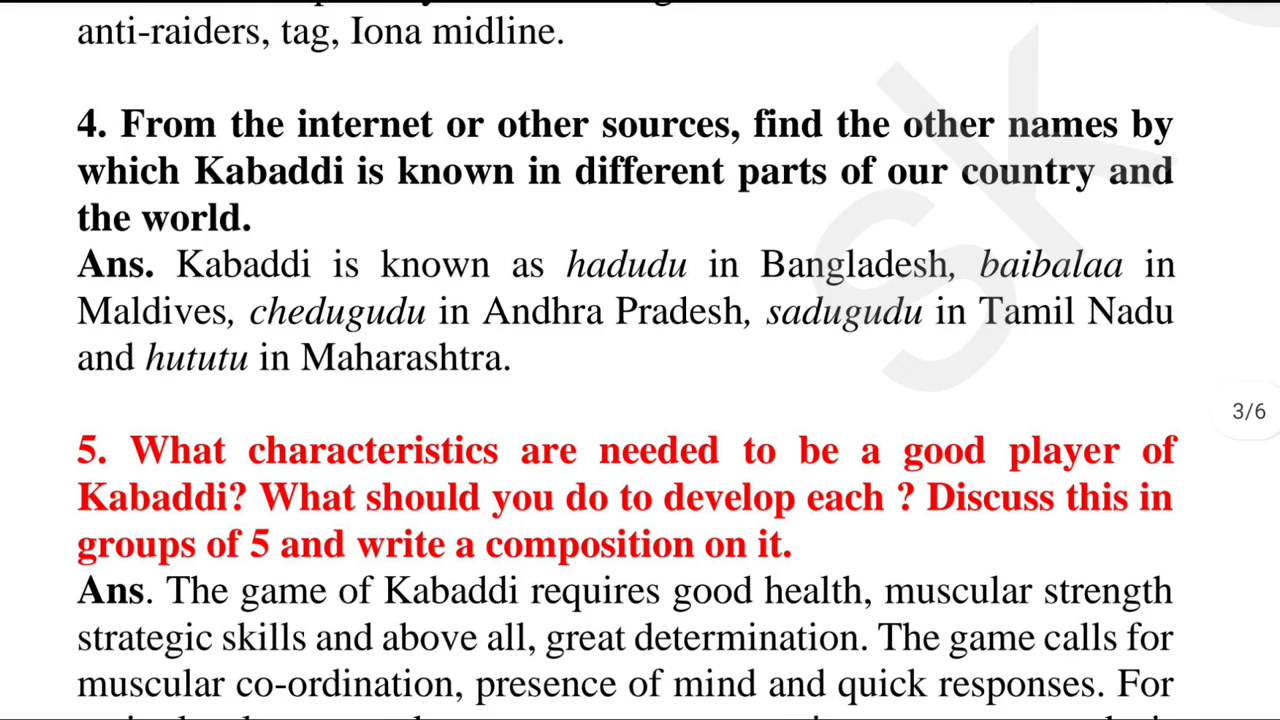 anti-raiders, tag, Iona midline.
4. From the internet or other sources, find the other names by
which Kabaddi is known in different parts of our country and
the world.
Ans. Kabaddi is known as hadudu in Bangladesh, baibalaa in
Maldives, chedugudu in Andhra Pradesh, sadugudu in Tamil Nadu
and hututu in Maharashtra.
3/6
5. What characteristics are needed to be a good player of
Kabaddi? What should you do to develop each ? Discuss this in
groups of 5 and write a composition on it.
Ans. The game of Kabaddi requires good health, muscular strength
strategic skills and above all, great determination. The game calls for
muscular co-ordination, presence of mind and quick responses. For
sk